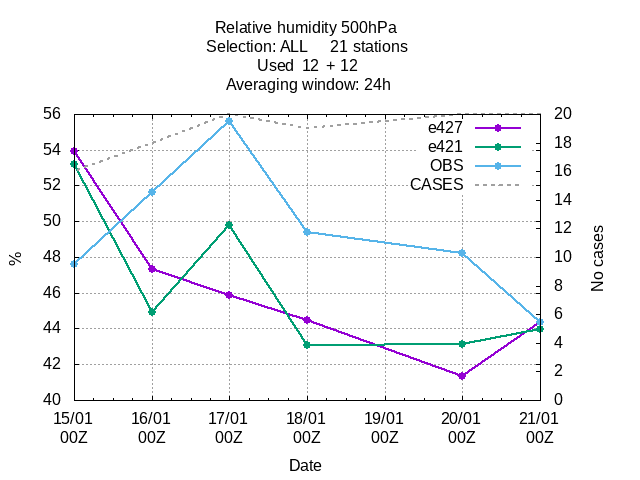 Relative humidity 500hPa
Selection: ALL 21 stations
Used 12 + 12
Averaging window: 24h
56
54
52
50
48
46
44
42
40
%
20
18
16
14
12
10
8
6
4
2
0
No cases
e427
e421
OBS
CASES
15/01 16/01 17/01 18/01 19/01 20/01 21/01
00Z 00Z 00Z 00Z 00Z 00Z 00Z
Date